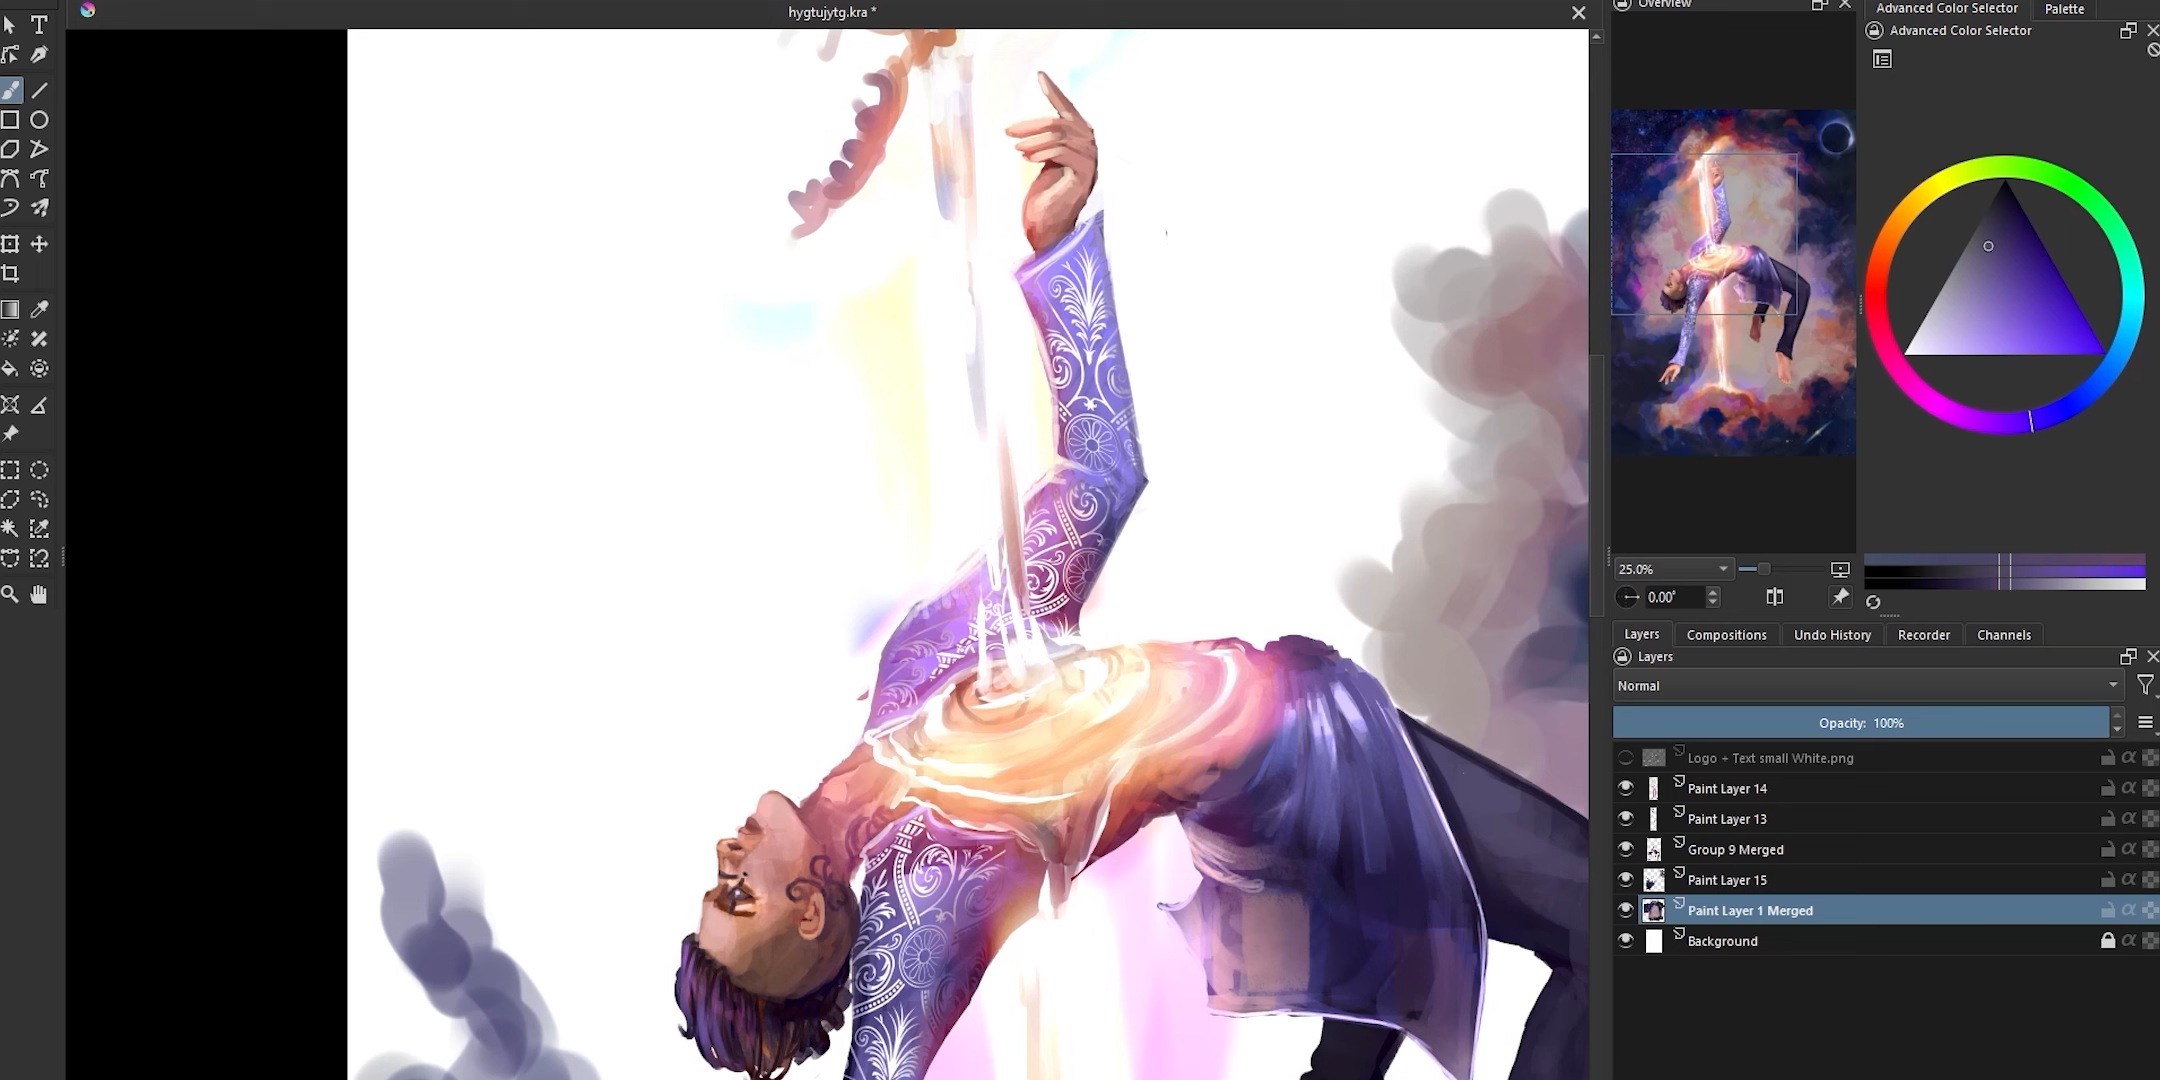 hygtujytg.kra *
Overview
Advanced Color Selector
Palette
Advanced Color Selector
25.0%
0.00°
Layers
Compositions
Undo History
Recorder
Channels
Layers
Normal
Opacity: 100%
Logo + Text small White.png
Paint Layer 14
Paint Layer 13
Group 9 Merged
Paint Layer 15
Paint Layer 1 Merged
Background